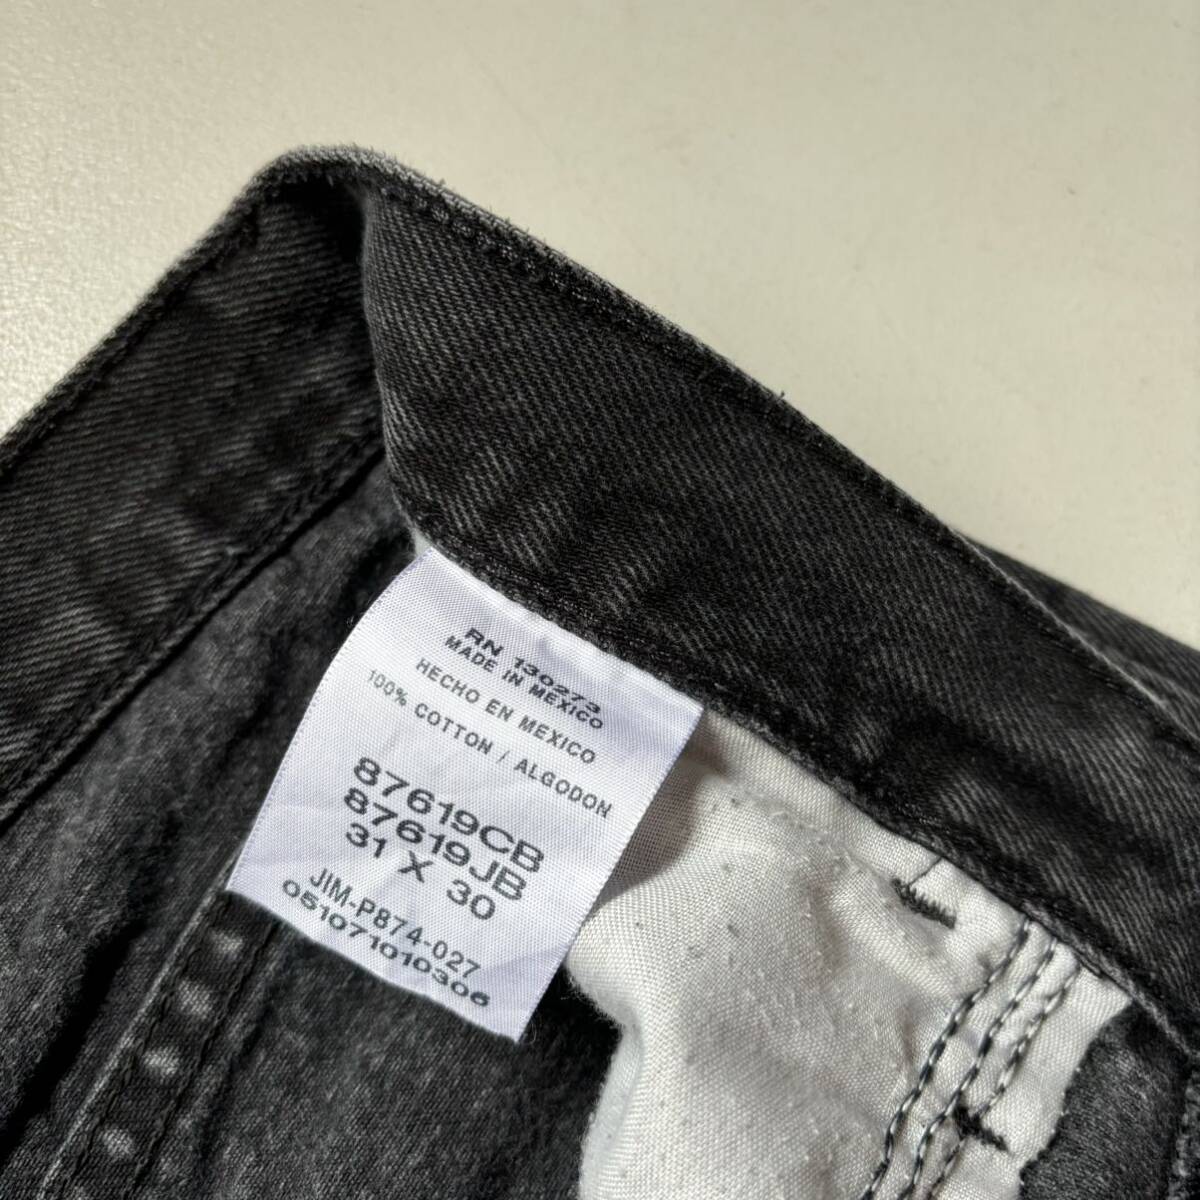 RN 130273
MADE IN MEXICO
HECHO EN MEXICO
100% COTTON / ALGODON
87619CB
87619JB
31 X 30
JIM-P874-027
051071010306